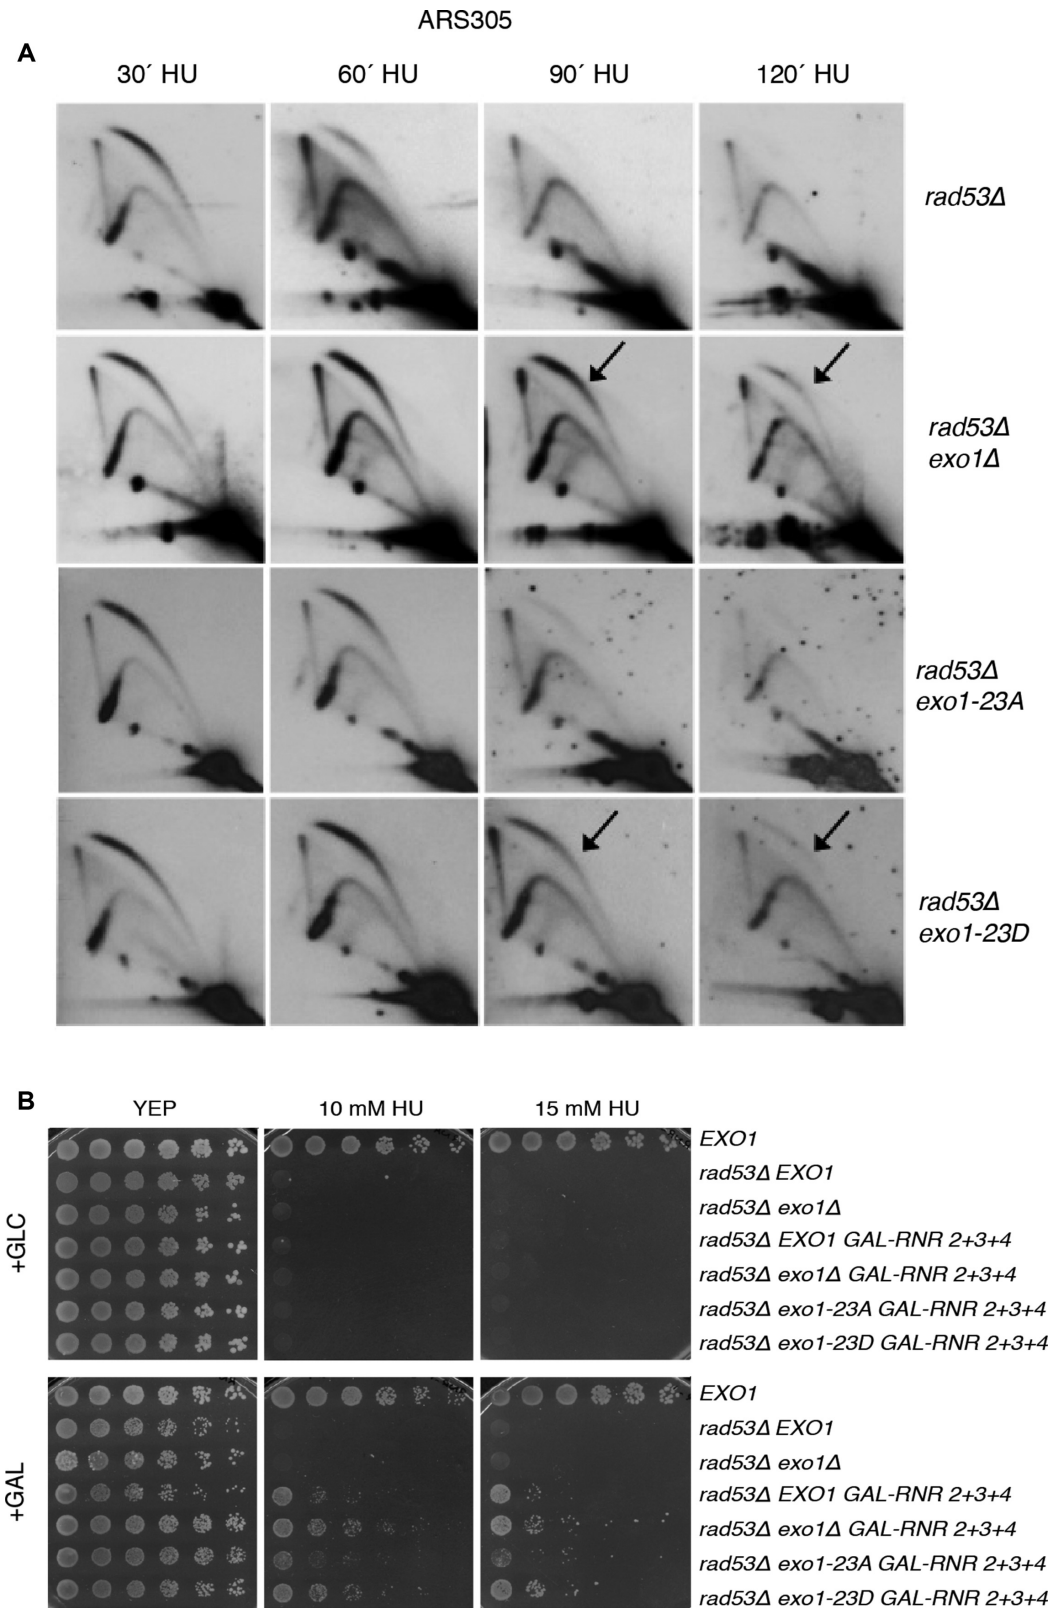 ARS305
A
30´ HU 60´ HU 90´ HU 120´ HU
rad53Δ
rad53Δ
exo1Δ
rad53Δ
exo1-23A
rad53Δ
exo1-23D
B
YEP 10 mM HU 15 mM HU
+GLC
EXO1
rad53Δ EXO1
rad53Δ exo1Δ
rad53Δ EXO1 GAL-RNR 2+3+4
rad53Δ exo1Δ GAL-RNR 2+3+4
rad53Δ exo1-23A GAL-RNR 2+3+4
rad53Δ exo1-23D GAL-RNR 2+3+4
+GAL
EXO1
rad53Δ EXO1
rad53Δ exo1Δ
rad53Δ EXO1 GAL-RNR 2+3+4
rad53Δ exo1Δ GAL-RNR 2+3+4
rad53Δ exo1-23A GAL-RNR 2+3+4
rad53Δ exo1-23D GAL-RNR 2+3+4